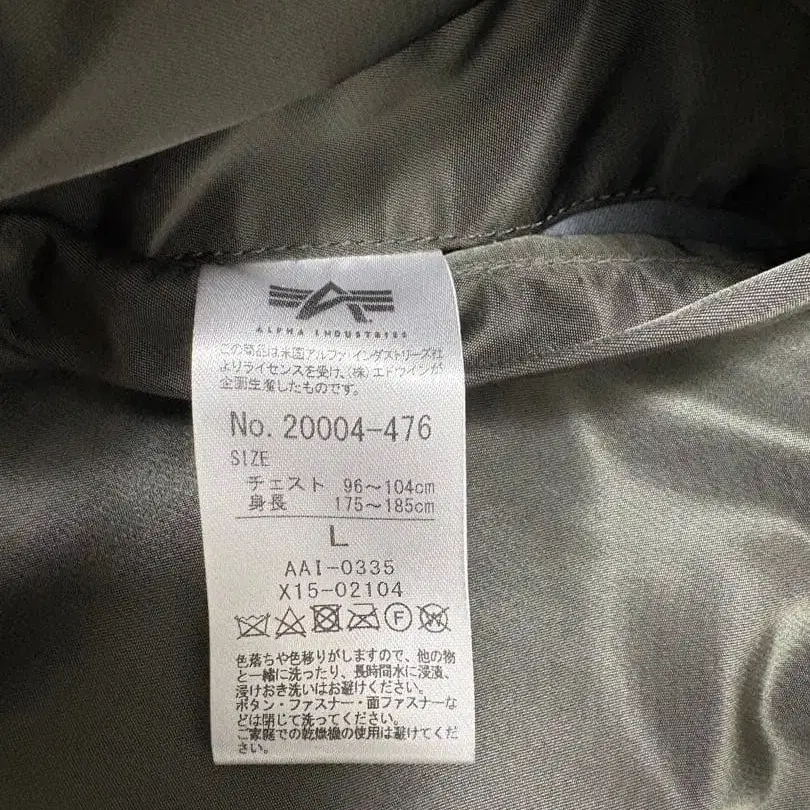 ALPHA INDUSTRIES
この商品は米国アルファインダストリーズ社
よりライセンスを受け、(株)エドウインが
企画生産したものです。
No. 20004-476
SIZE
チェスト 96～104cm
身長 175～185cm
L
AAI-0335
X15-02104
F W
色落ちや色移りがしますので、他の物
と一緒に洗ったり、長時間水に浸漬、
浸けおき洗いはお避けください。
ボタン・ファスナー・面ファスナーな
どは閉じて洗ってください。
ご家庭での乾燥機の使用は避けてくだ
さい。